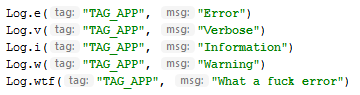 Log.e( tag: "TAG_APP", msg: "Error")
Log.v( tag: "TAG_APP", msg: "Verbose")
Log.i( tag: "TAG_APP", msg: "Information")
Log.w( tag: "TAG_APP", msg: "Warning")
Log.wtf( tag: "TAG_APP", msg: "What a fuck error")